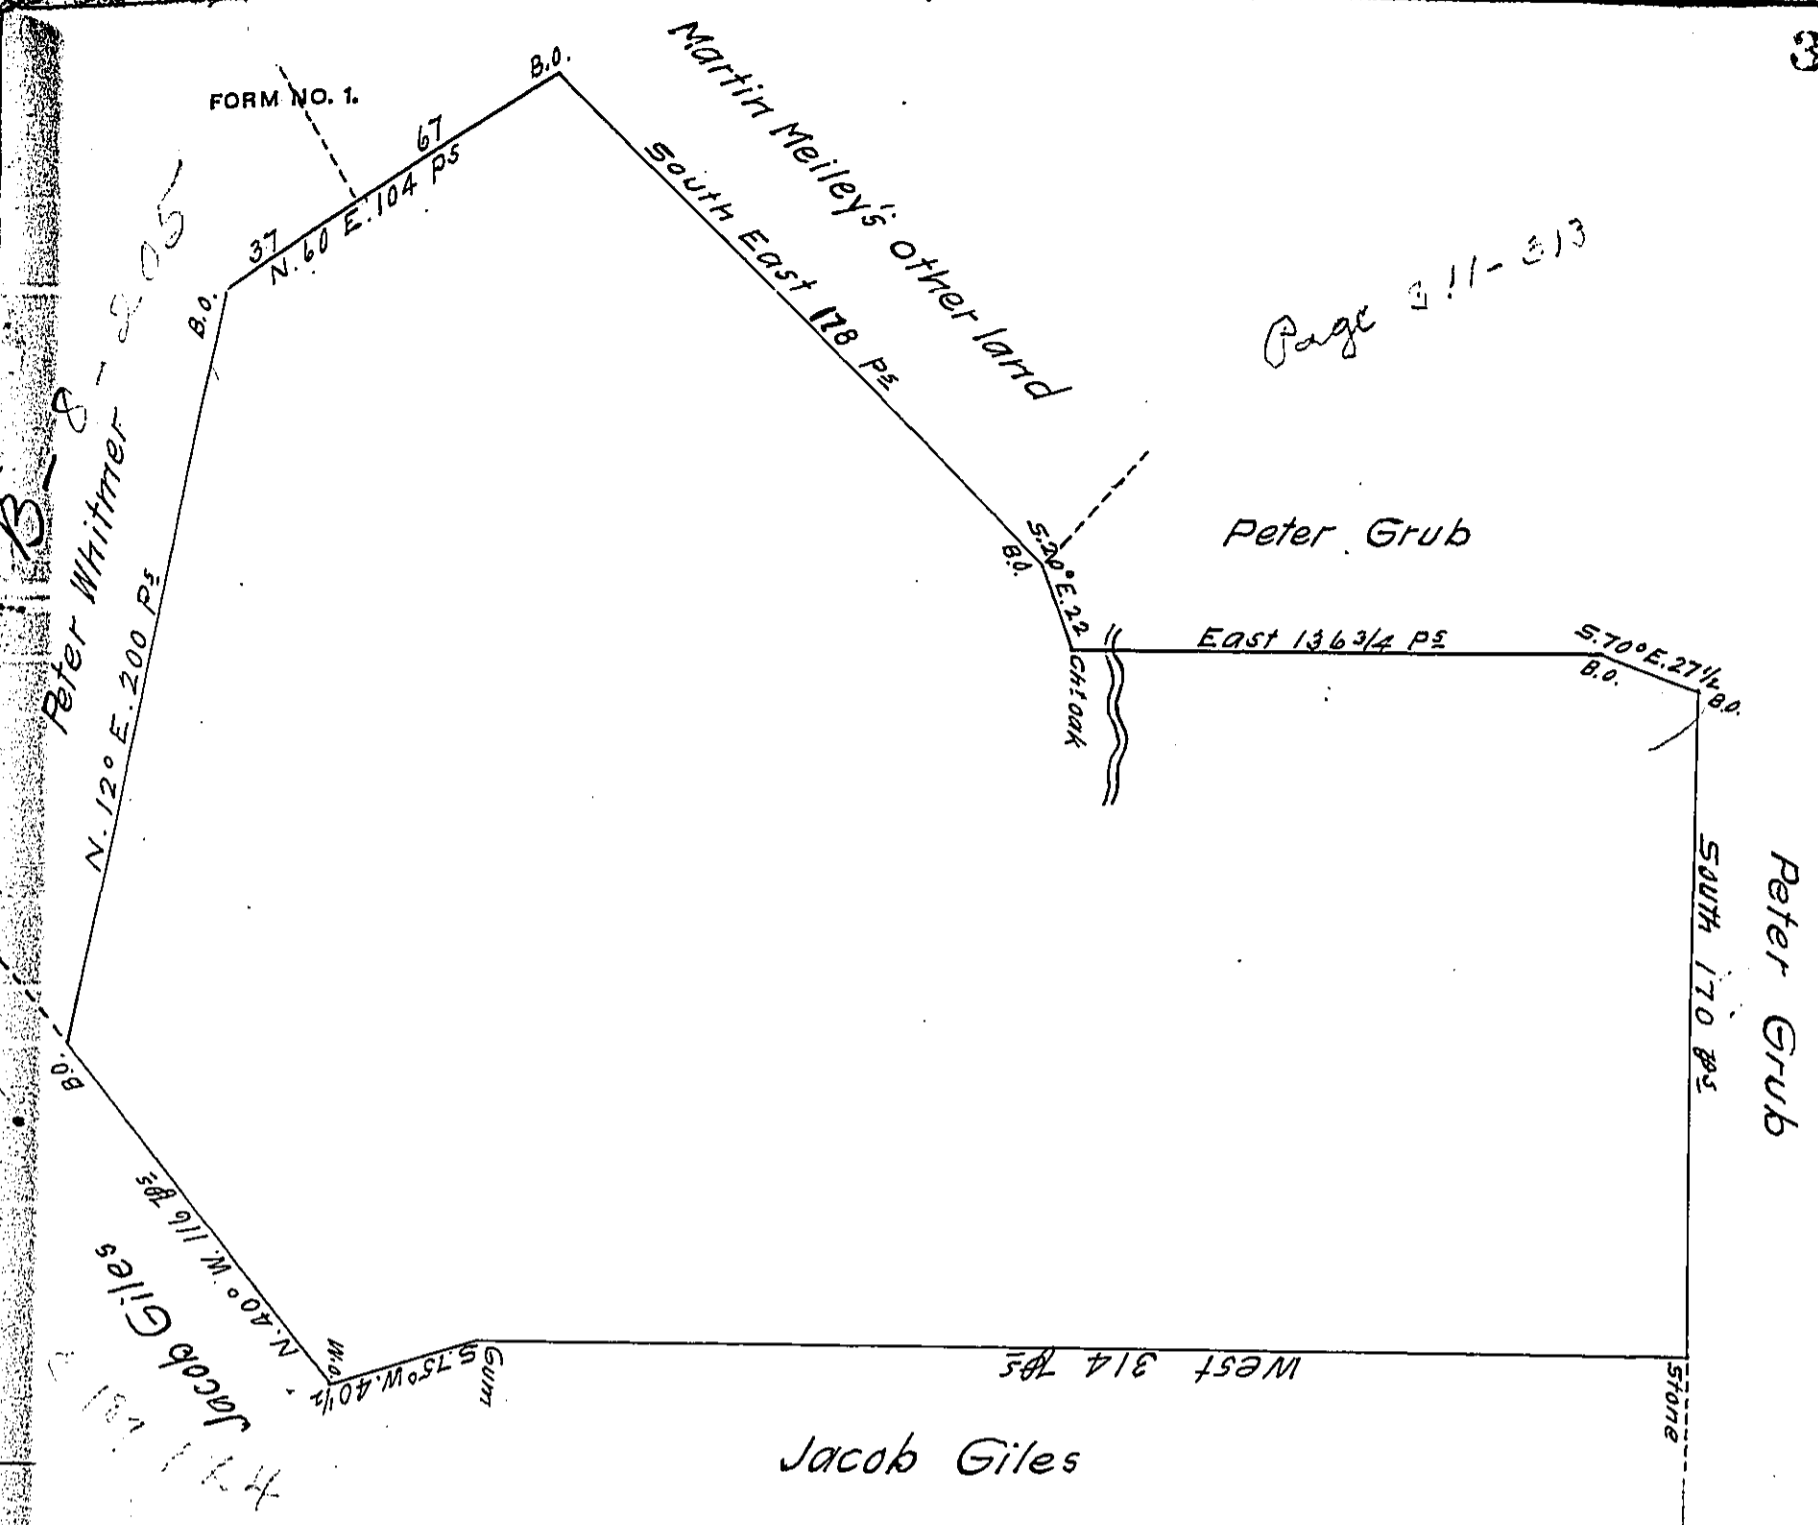 3
FORM NO. 1.
B.O.
67
37
N. 60 E. 104 ps
B.O.
Martin Meiley's other land
South East 178 ps
Page 311-313
B-8-205
Peter Whitmer
N. 12° E. 200 ps
B.O.
S. 20° E. 22
Peter Grub
Cht oak
East 136 3/4 ps
B.O.
S. 70° E. 27 1/2
B.O.
South 170 ps
Peter Grub
Stone
West 314 ps
Gum
S. 75° W. 40 1/2
W.O.
N. 40° W. 116 ps
B.O.
Jacob Giles
Jacob Giles